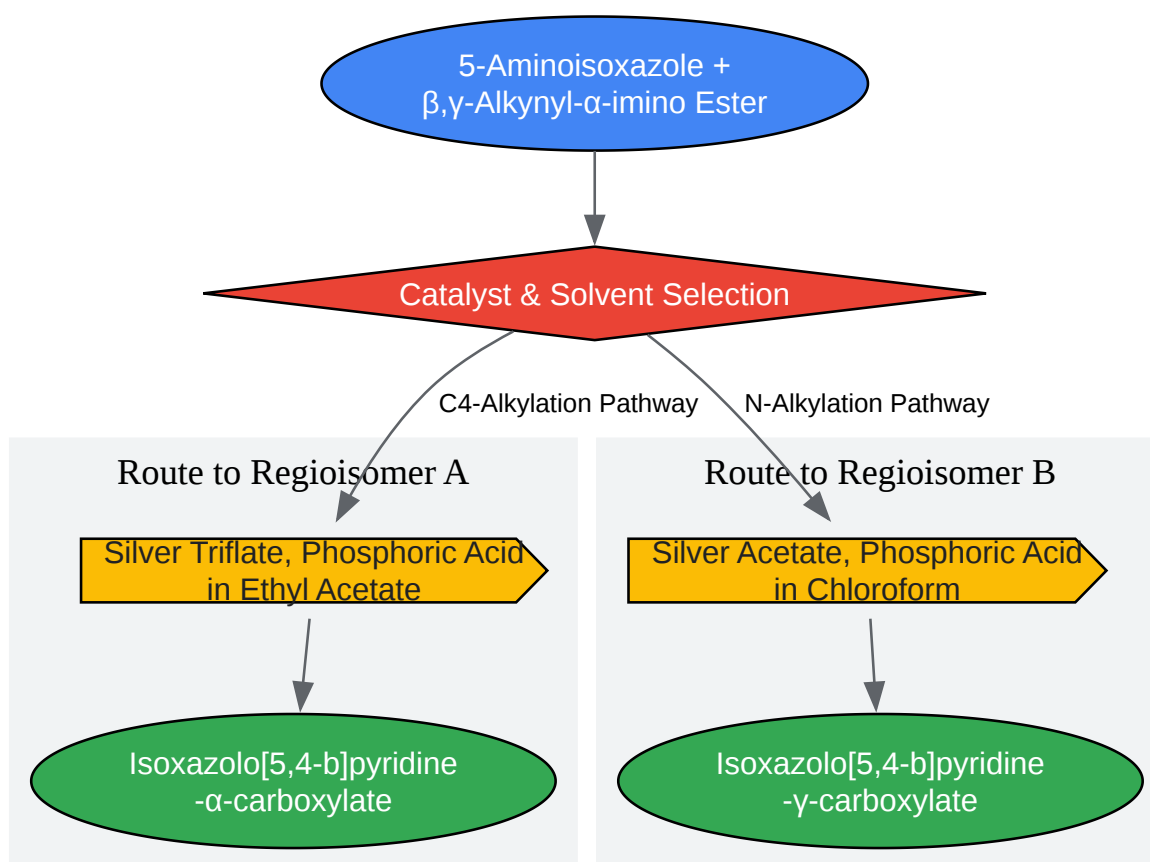 5-Aminoisoxazole +
β,γ-Alkynyl-α-imino Ester
Catalyst & Solvent Selection
C4-Alkylation Pathway
N-Alkylation Pathway
Route to Regioisomer A
Silver Triflate, Phosphoric Acid
in Ethyl Acetate
Isoxazolo[5,4-b]pyridine
-α-carboxylate
Route to Regioisomer B
Silver Acetate, Phosphoric Acid
in Chloroform
Isoxazolo[5,4-b]pyridine
-γ-carboxylate